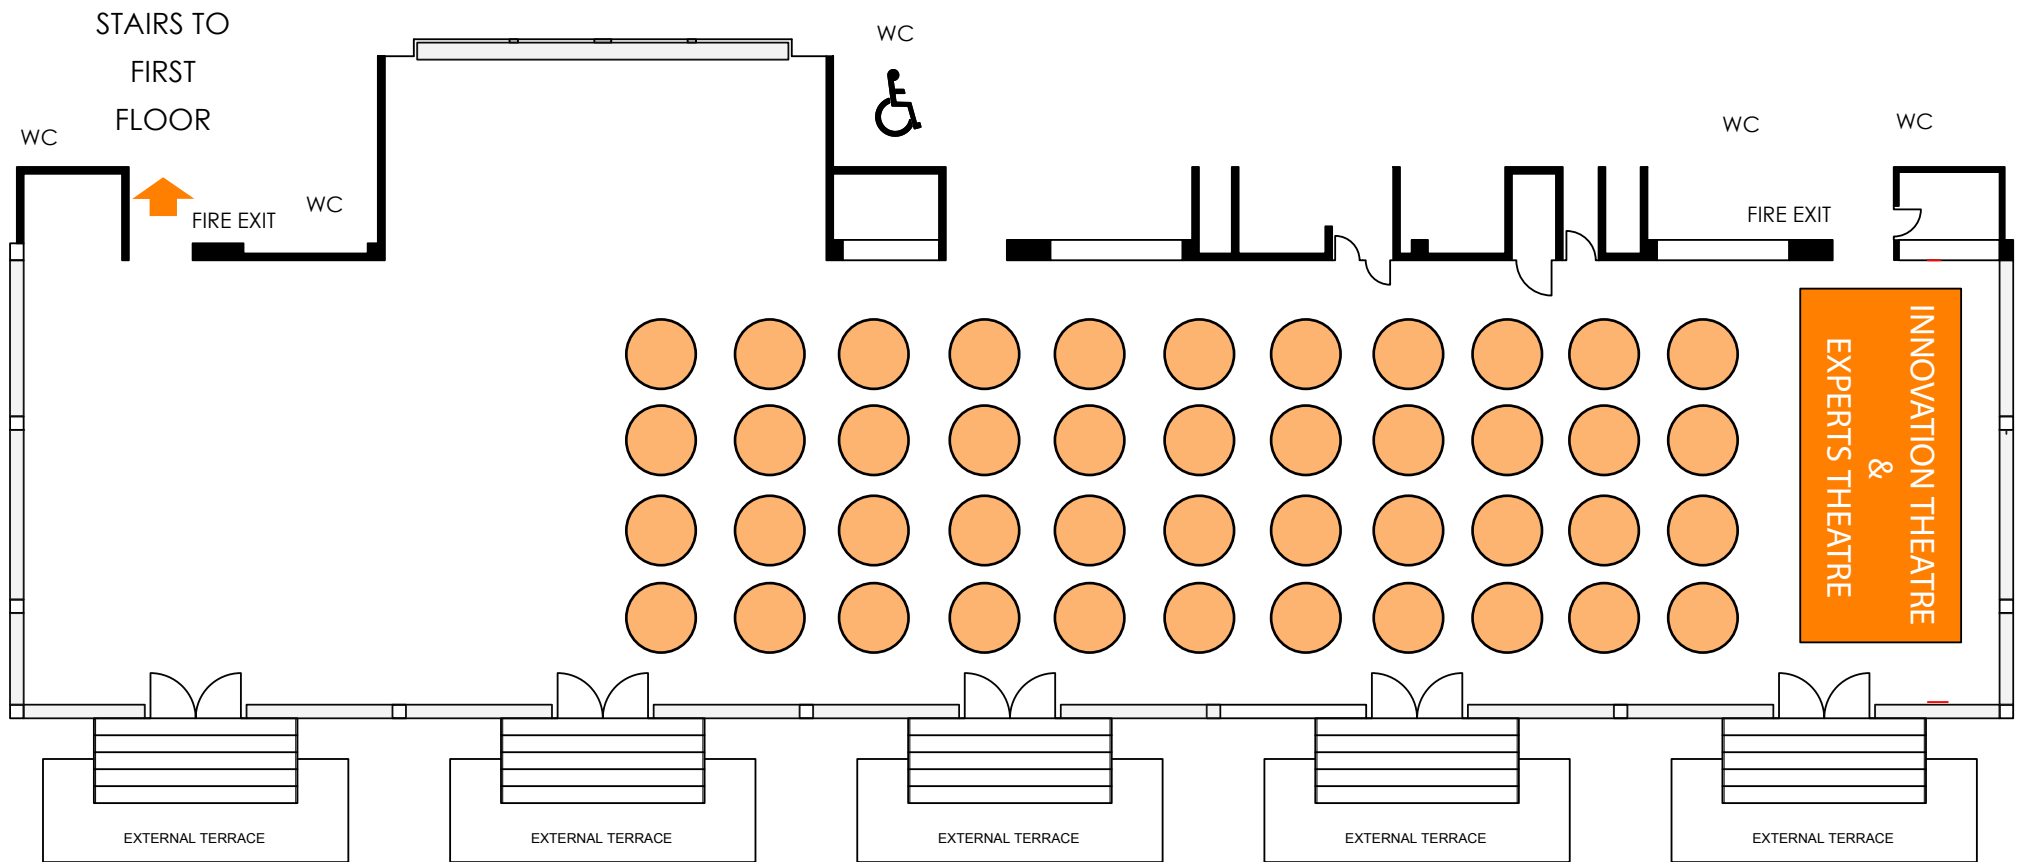 STAIRS TO
FIRST
FLOOR
WC
WC
WC
WC
WC
FIRE EXIT
FIRE EXIT
INNOVATION THEATRE
&
EXPERTS THEATRE
EXTERNAL TERRACE
EXTERNAL TERRACE
EXTERNAL TERRACE
EXTERNAL TERRACE
EXTERNAL TERRACE